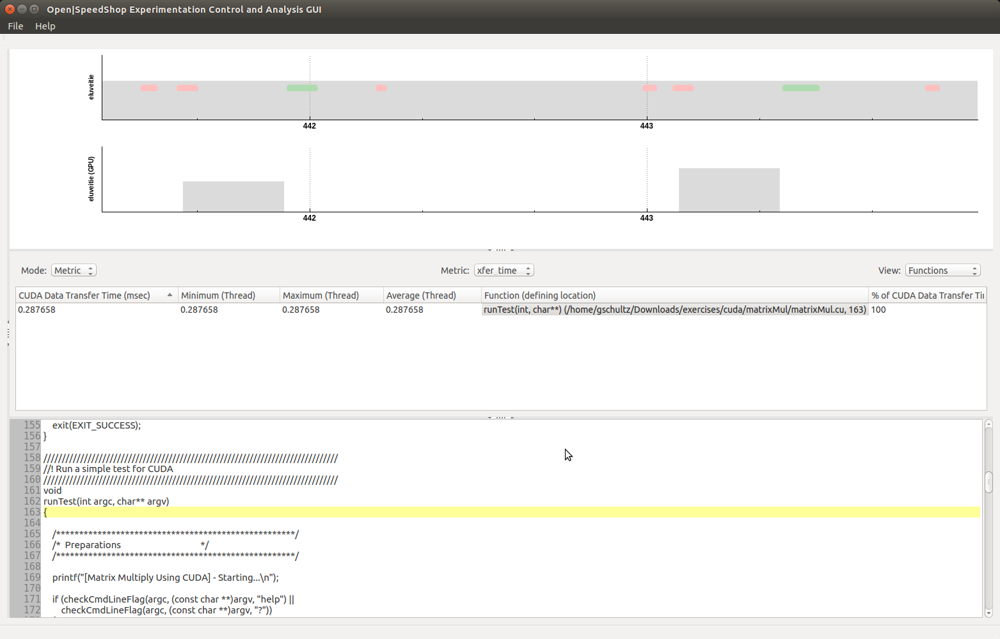 Open|SpeedShop Experimentation Control and Analysis GUI
File Help
eluveitie
442 443
eluveitie (GPU)
442 443
Mode: Metric Metric: xfer_time View: Functions
CUDA Data Transfer Time (msec) Minimum (Thread) Maximum (Thread) Average (Thread) Function (defining location) % of CUDA Data Transfer Ti
0.287658 0.287658 0.287658 0.287658 runTest(int, char**) (/home/gschultz/Downloads/exercises/cuda/matrixMul/matrixMul.cu, 163) 100
155 exit(EXIT_SUCCESS);
156 }
157
158 ////////////////////////////////////////////////////////////////////////////////
159 //! Run a simple test for CUDA
160 ////////////////////////////////////////////////////////////////////////////////
161 void
162 runTest(int argc, char** argv)
163 {
164
165 /****************************************************/
166 /* Preparations */
167 /****************************************************/
168
169 printf("[Matrix Multiply Using CUDA] - Starting...\n");
170
171 if (checkCmdLineFlag(argc, (const char **)argv, "help") ||
172 checkCmdLineFlag(argc, (const char **)argv, "?"))